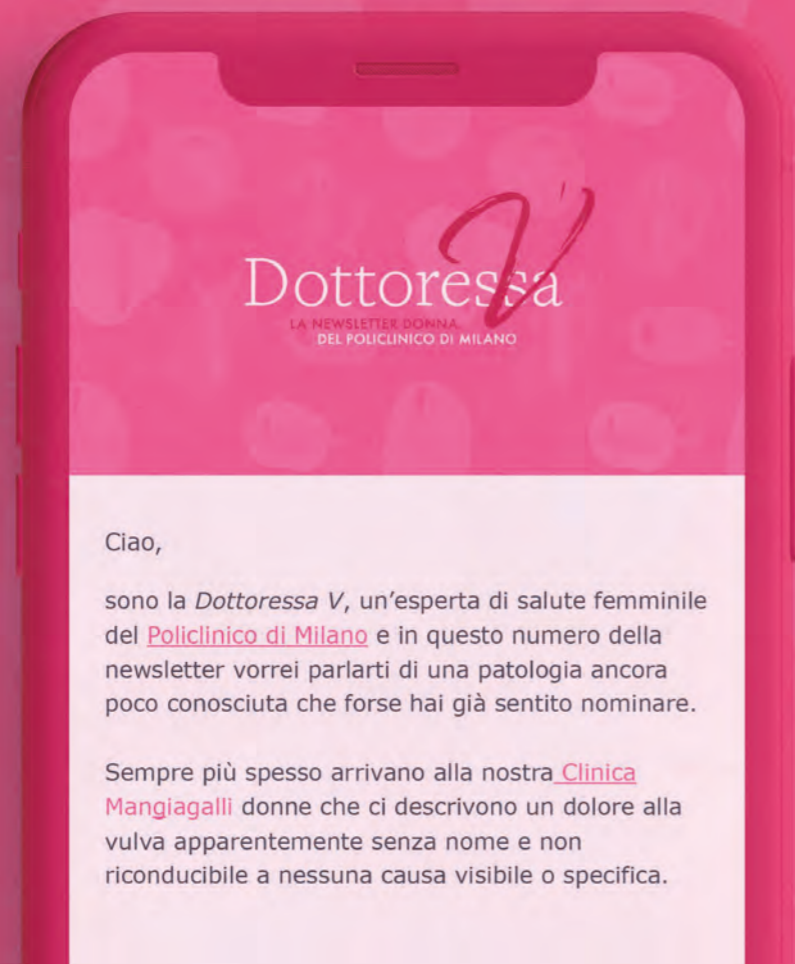 Dottoressa V
LA NEWSLETTER DONNA
DEL POLICLINICO DI MILANO
Ciao,
sono la Dottoressa V, un’esperta di salute femminile
del Policlinico di Milano e in questo numero della
newsletter vorrei parlarti di una patologia ancora
poco conosciuta che forse hai già sentito nominare.
Sempre più spesso arrivano alla nostra Clinica
Mangiagalli donne che ci descrivono un dolore alla
vulva apparentemente senza nome e non
riconducibile a nessuna causa visibile o specifica.